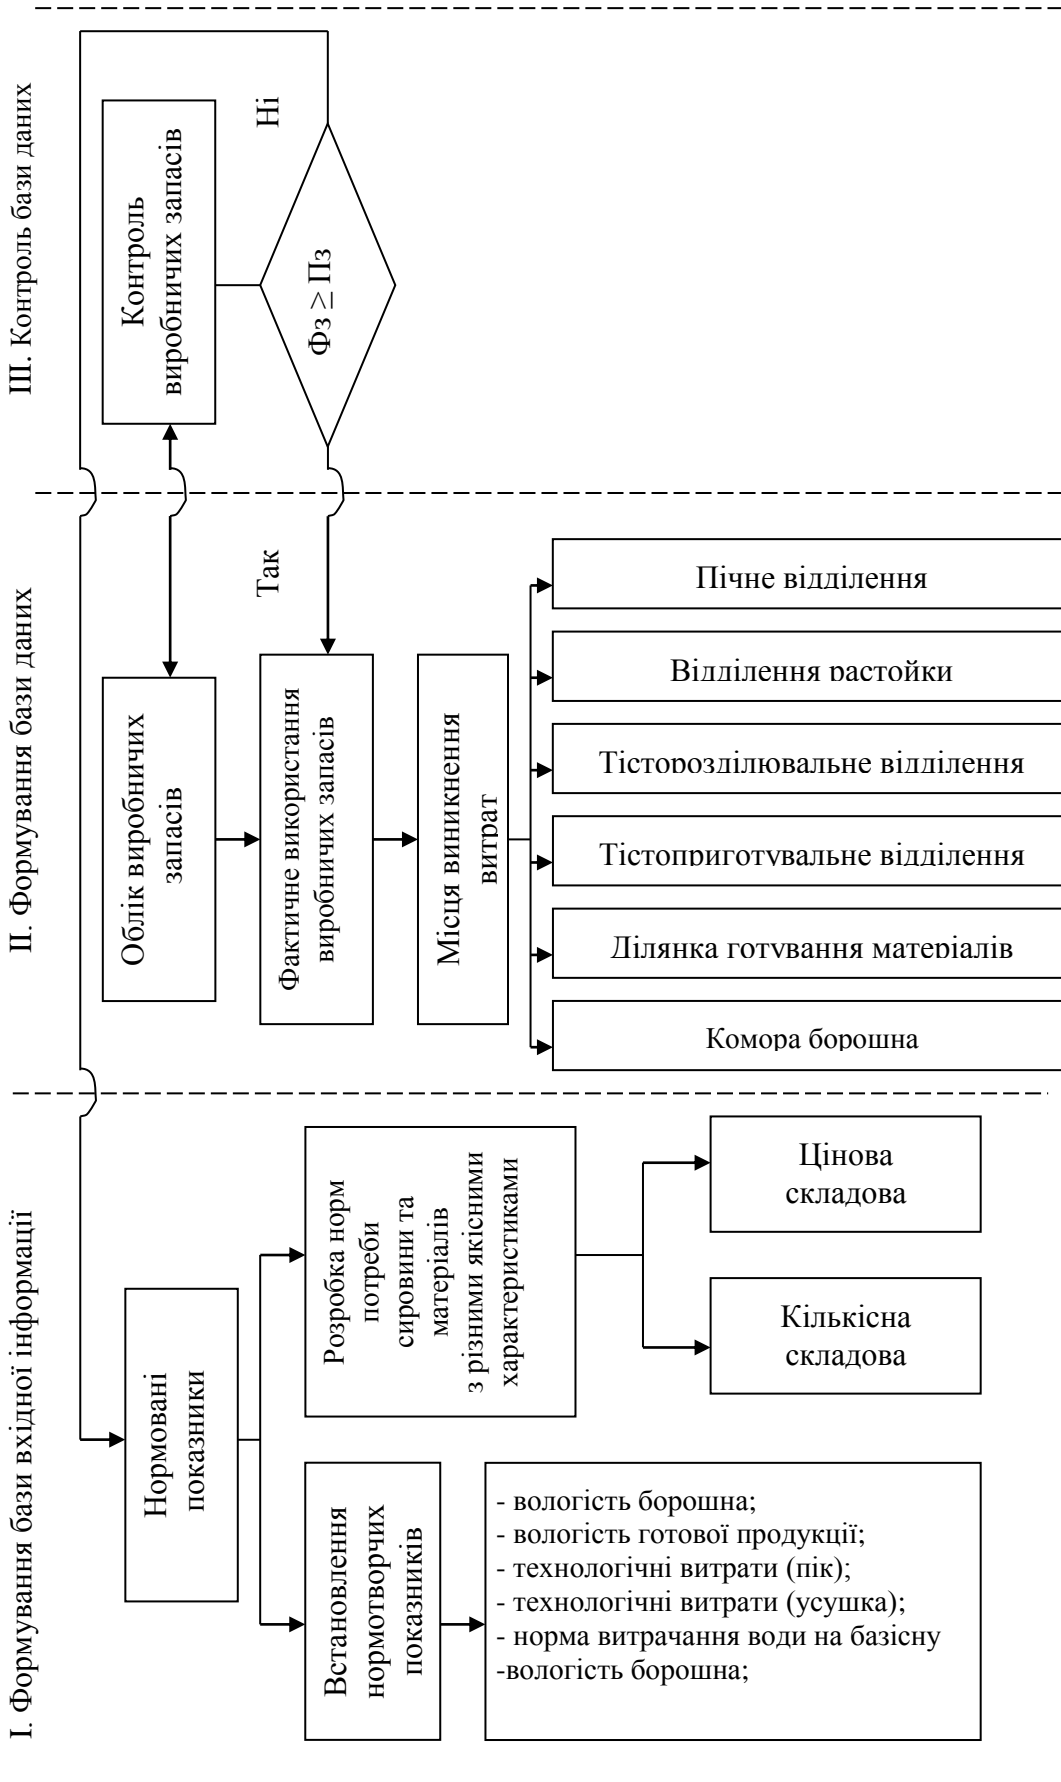 I. Формування бази вхідної інформації
Нормовані
показники
Встановлення
нормотворчих
показників
- вологість борошна;
- вологість готової продукції;
- технологічні витрати (пік);
- технологічні витрати (усушка);
- норма витрачання води на базісну
-вологість борошна;
Розробка норм
потреби
сировини та
матеріалів
з різними якісними
характеристиками
Кількісна
складова
Цінова
складова
II. Формування бази даних
Облік виробничих
запасів
Фактичне використання
виробничих запасів
Так
Місця виникнення
витрат
Комора борошна
Ділянка готування матеріалів
Тістоприготувальне відділення
Тісторозділювальне відділення
Відділення растойки
Пічне відділення
III. Контроль бази даних
Контроль
виробничих запасів
Ні
Фз ≥ Пз